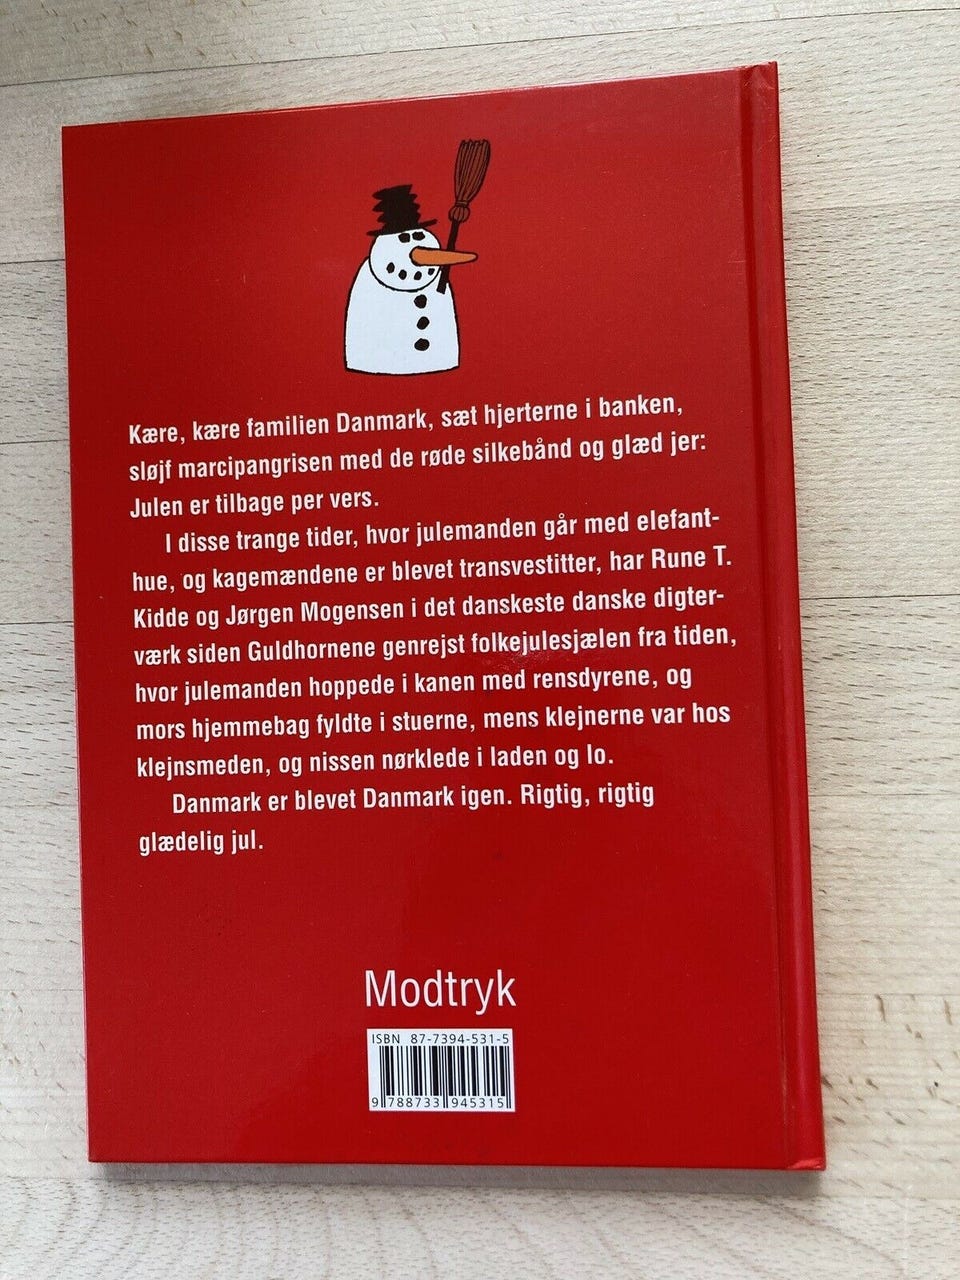 Kære, kære familien Danmark, sæt hjerterne i banken,
sløjf marcipangrisen med de røde silkebånd og glæd jer:
Julen er tilbage per vers.
I disse trange tider, hvor julemanden går med elefant-
hue, og kagemændene er blevet transvestitter, har Rune T.
Kidde og Jørgen Mogensen i det danskeste danske digter-
værk siden Guldhornene genrejst folkejulesjælen fra tiden,
hvor julemanden hoppede i kanen med rensdyrene, og
mors hjemmebag fyldte i stuerne, mens klejnerne var hos
klejnsmeden, og nissen nørklede i laden og lo.
Danmark er blevet Danmark igen. Rigtig, rigtig
glædelig jul.
Modtryk
ISBN 87-7394-531-5
9 788733 945315